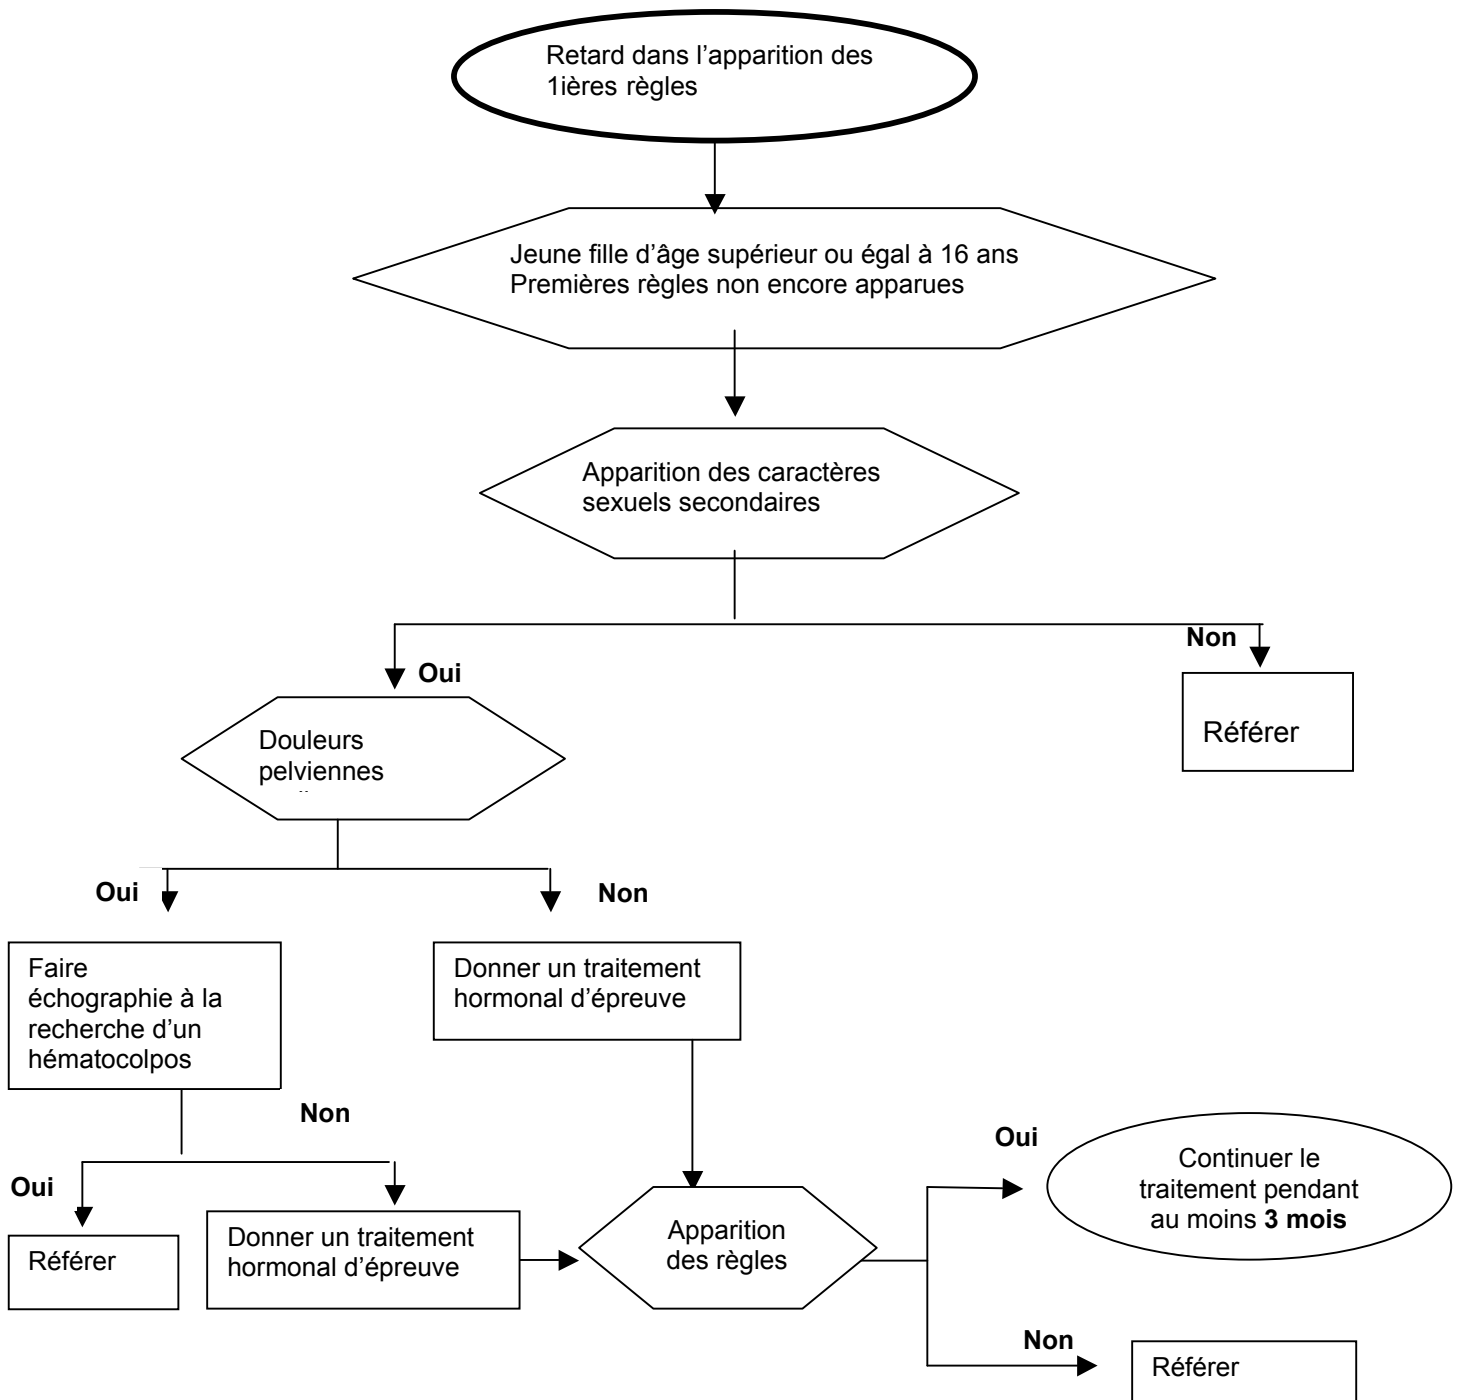 Retard dans l’apparition des
1ières règles
Jeune fille d’âge supérieur ou égal à 16 ans
Premières règles non encore apparues
Apparition des caractères
sexuels secondaires
Non
Oui
Référer
Douleurs
pelviennes
Oui
Non
Faire
échographie à la
recherche d’un
hématocolpos
Donner un traitement
hormonal d’épreuve
Non
Oui
Référer
Donner un traitement
hormonal d’épreuve
Apparition
des règles
Oui
Continuer le
traitement pendant
au moins 3 mois
Non
Référer